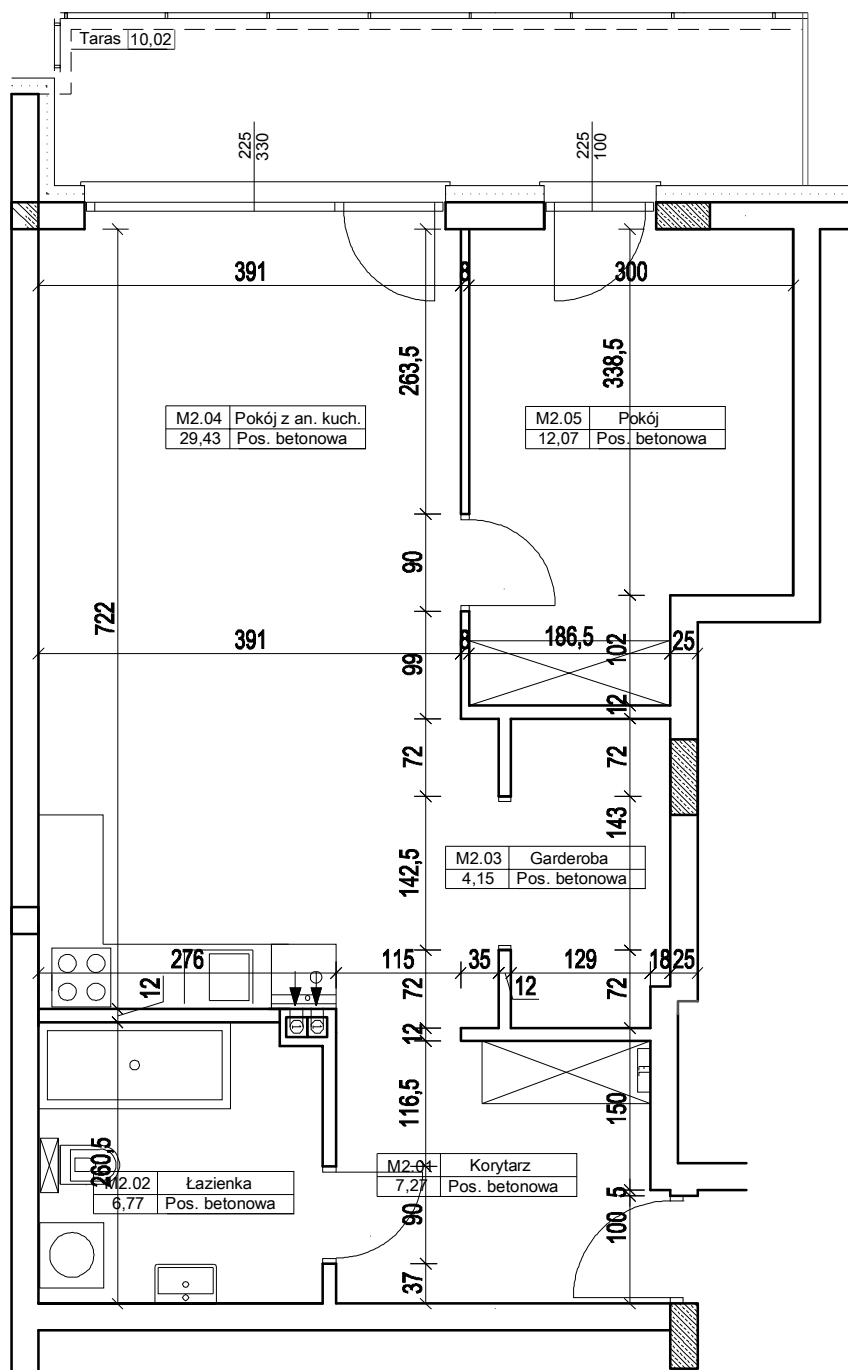 Taras 10,02
225
330
225
100
391 8 300
263,5
338,5
M2.04 Pokój z an. kuch.
29,43 Pos. betonowa
M2.05 Pokój
12,07 Pos. betonowa
90
722
391 8 186,5 25
99
102
12
72
72
143
142,5
M2.03 Garderoba
4,15 Pos. betonowa
276 115 35 129 18 25
12
12
72
72
12
116,5
150
260,5
M2.01 Korytarz
7,27 Pos. betonowa
M2.02 Łazienka
6,77 Pos. betonowa
5
90
100
37